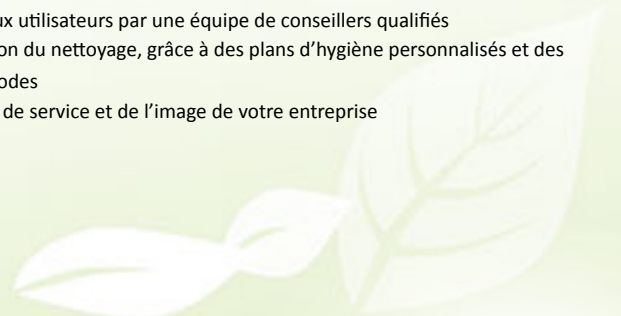 ux utilisateurs par une équipe de conseillers qualifiés
on du nettoyage, grâce à des plans d’hygiène personnalisés et des
odes
de service et de l’image de votre entreprise